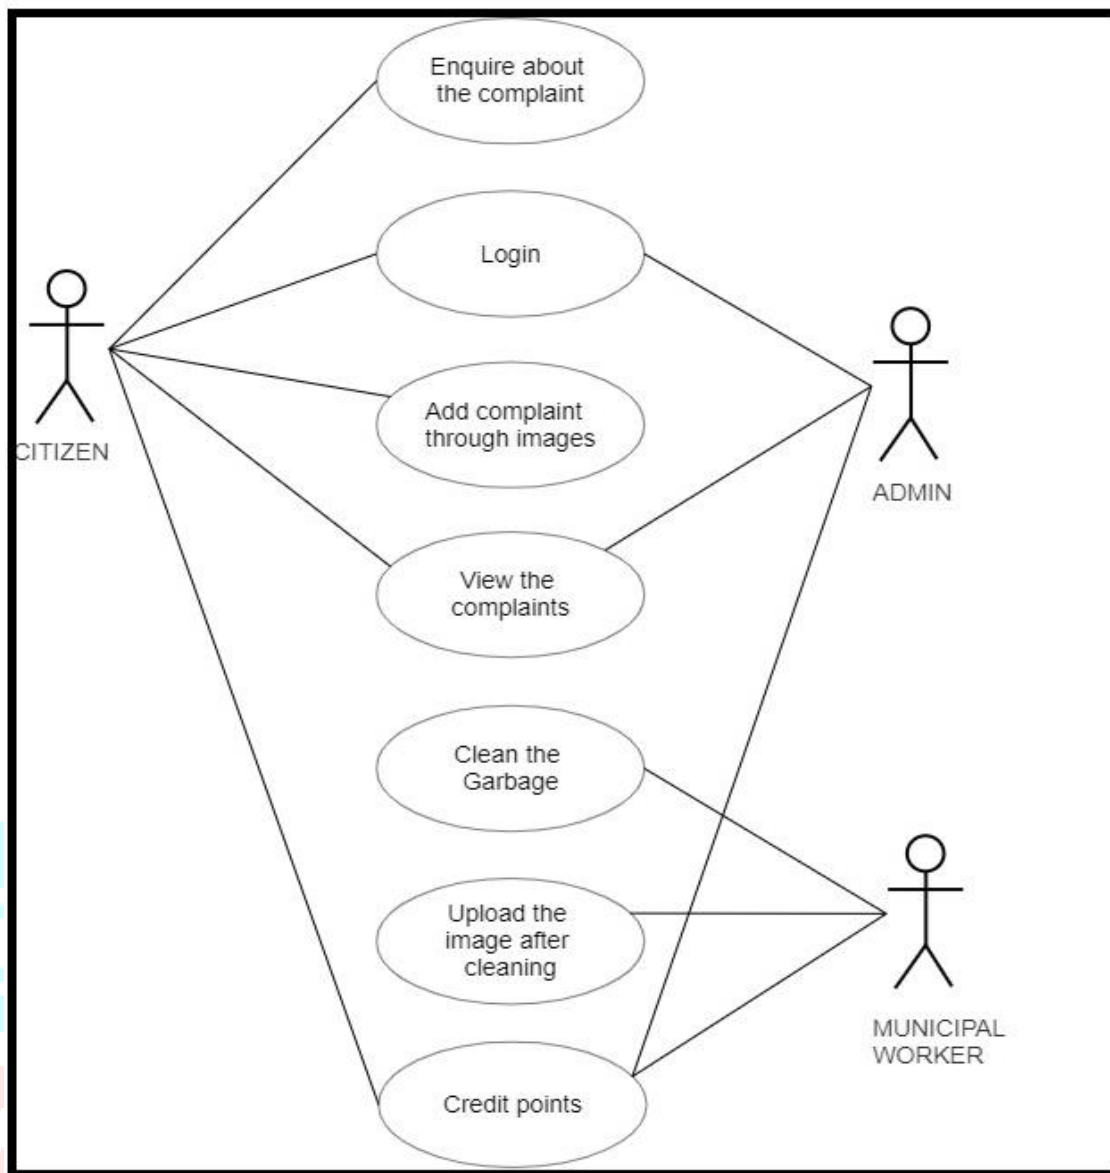 Enquire about
the complaint
Login
CITIZEN
Add complaint
through images
ADMIN
View the
complaints
Clean the
Garbage
Upload the
image after
cleaning
MUNICIPAL
WORKER
Credit points